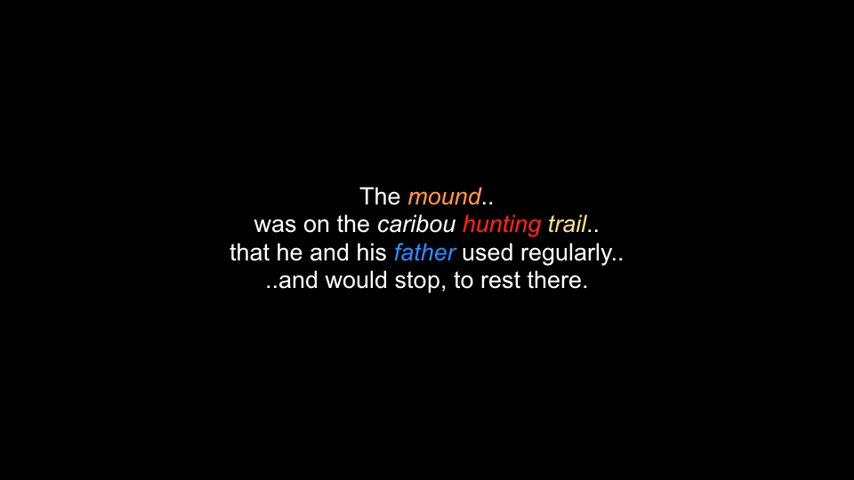 The mound..
was on the caribou hunting trail..
that he and his father used regularly..
..and would stop, to rest there.